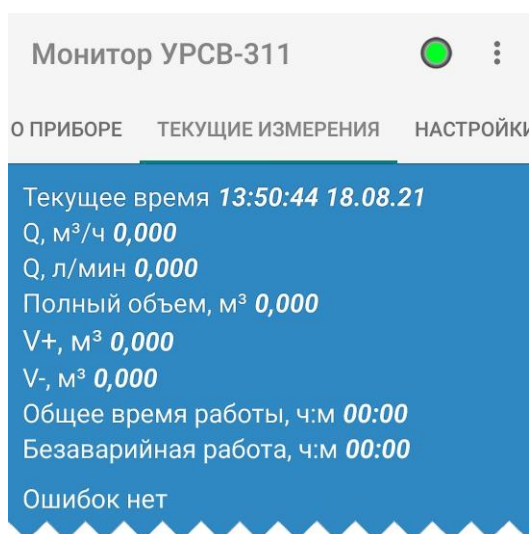 Монитор УРСВ-311
О ПРИБОРЕ ТЕКУЩИЕ ИЗМЕРЕНИЯ НАСТРОЙКИ
Текущее время 13:50:44 18.08.21
Q, м³/ч 0,000
Q, л/мин 0,000
Полный объем, м³ 0,000
V+, м³ 0,000
V-, м³ 0,000
Общее время работы, ч:м 00:00
Безаварийная работа, ч:м 00:00
Ошибок нет